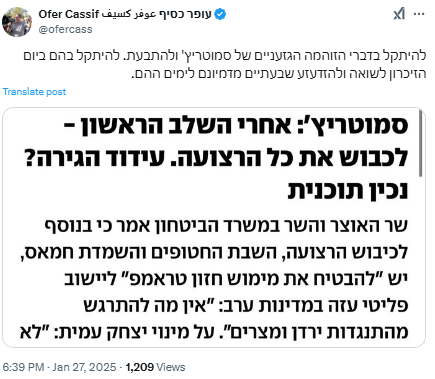 Ofer Cassif עופר כסיף عوفر كسيف
@ofercass
להיתקל בדברי הזוהמה הגזעניים של סמוטריץ' ולהתבעת. להיתקל בהם ביום
הזיכרון לשואה ולהזדעזע שבעתיים מדמיונם לימים ההם.
Translate post
סמוטריץ': אחרי השלב הראשון –
לכבוש את כל הרצועה. עידוד הגירה?
נכין תוכנית
שר האוצר והשר במשרד הביטחון אמר כי בנוסף
לכיבוש הרצועה, השבת החטופים והשמדת חמאס,
יש "להבטיח את מימוש חזון טראמפ" ליישוב
פליטי עזה במדינות ערב: "אין מה להתרגש
מהתנגדות ירדן ומצרים". על מינוי יצחק עמית: "לא
6:39 PM · Jan 27, 2025 · 1,209 Views